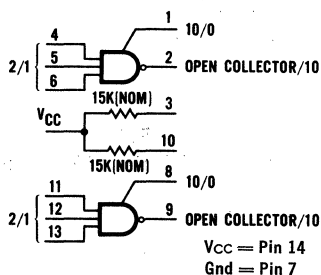 1
10/0
4
2
OPEN COLLECTOR/10
2/1
5
6
15K(NOM)
3
VCC
10
15K(NOM)
11
8
10/0
2/1
12
9
OPEN COLLECTOR/10
13
VCC = Pin 14
Gnd = Pin 7